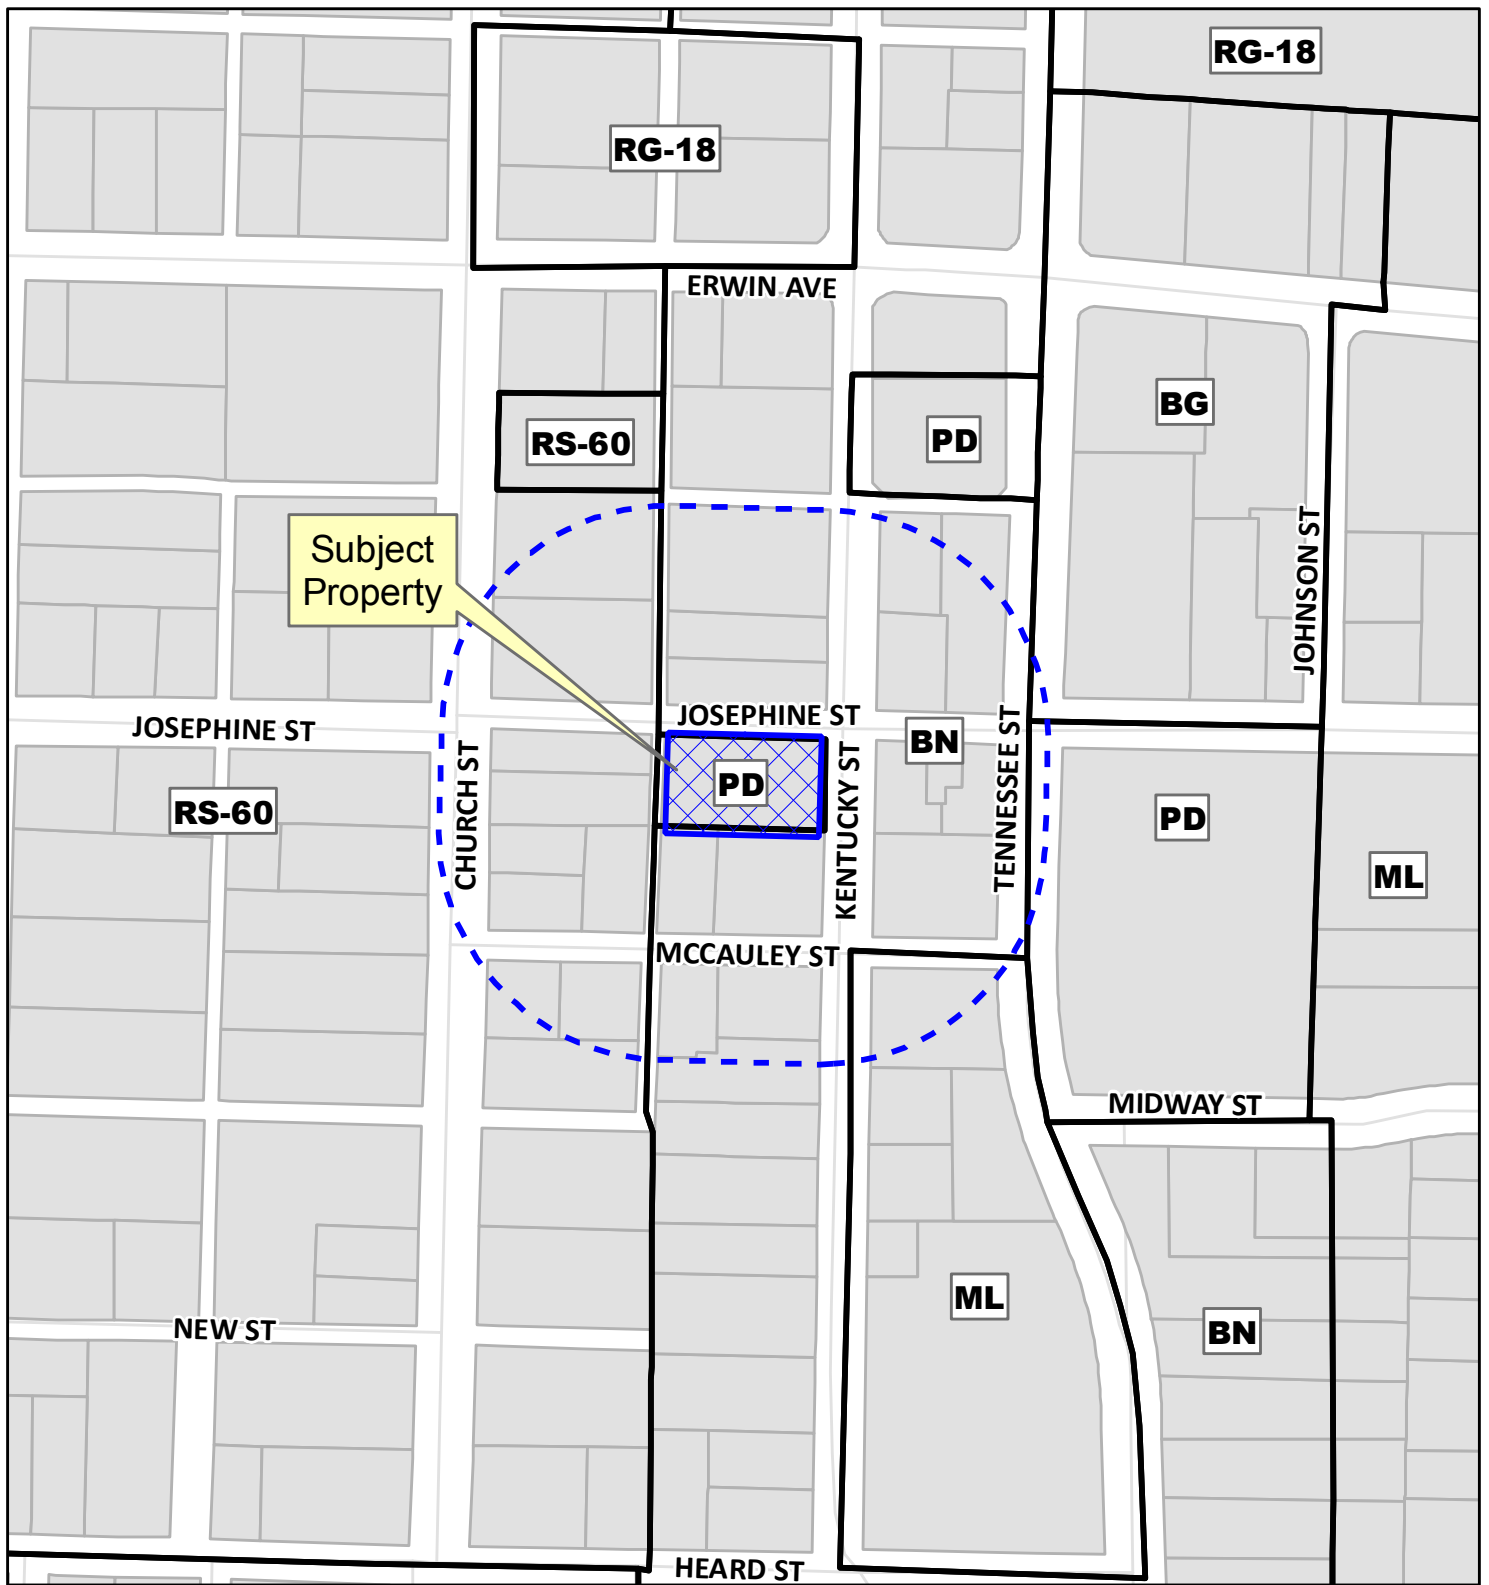 RG-18
RG-18
ERWIN AVE
BG
RS-60
PD
Subject
Property
JOHNSON ST
JOSEPHINE ST
JOSEPHINE ST
BN
TENNESSEE ST
KENTUCKY ST
CHURCH ST
PD
RS-60
PD
ML
MCCAULEY ST
MIDWAY ST
ML
NEW ST
BN
HEARD ST